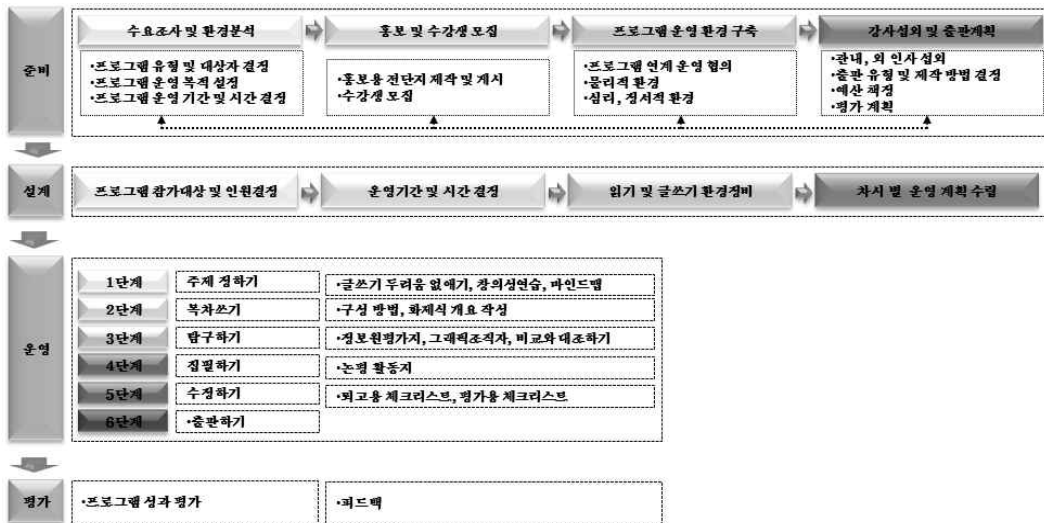 준비
수요조사 및 환경분석
홍보 및 수강생 모집
프로그램 운영 환경 구축
강사섭외 및 출판계획
•프로그램 유형 및 대상자 결정
•프로그램 운영 목적 설정
•프로그램 운영 기간 및 시간 결정
•홍보용 전단지 제작 및 게시
•수강생 모집
•프로그램 연계 운영 협의
•물리적 환경
•심리, 정서적 환경
•관내, 외 인사 섭외
•출판 유형 및 제작 방법 결정
•예산 책정
•평가 계획
설계
프로그램 참가대상 및 인원결정
운영기간 및 시간 결정
읽기 및 글쓰기 환경정비
차시 별 운영 계획 수립
운영
1단계
주제 정하기
•글쓰기 두려움 없애기, 창의성연습, 마인드맵
2단계
목차쓰기
•구성 방법, 화제식 개요 작성
3단계
탐구하기
•정보원평가지, 그래픽조직자, 비교와 대조하기
4단계
집필하기
•논평 활동지
5단계
수정하기
•퇴고용 체크리스트, 평가용 체크리스트
6단계
•출판하기
평가
•프로그램 성과 평가
•피드백